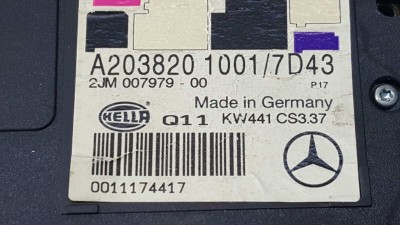 A203820 1001/7D43
2JM 007979 - 00 P17
Made in Germany
HELLA Q11 KW441 CS3.37
0011174417